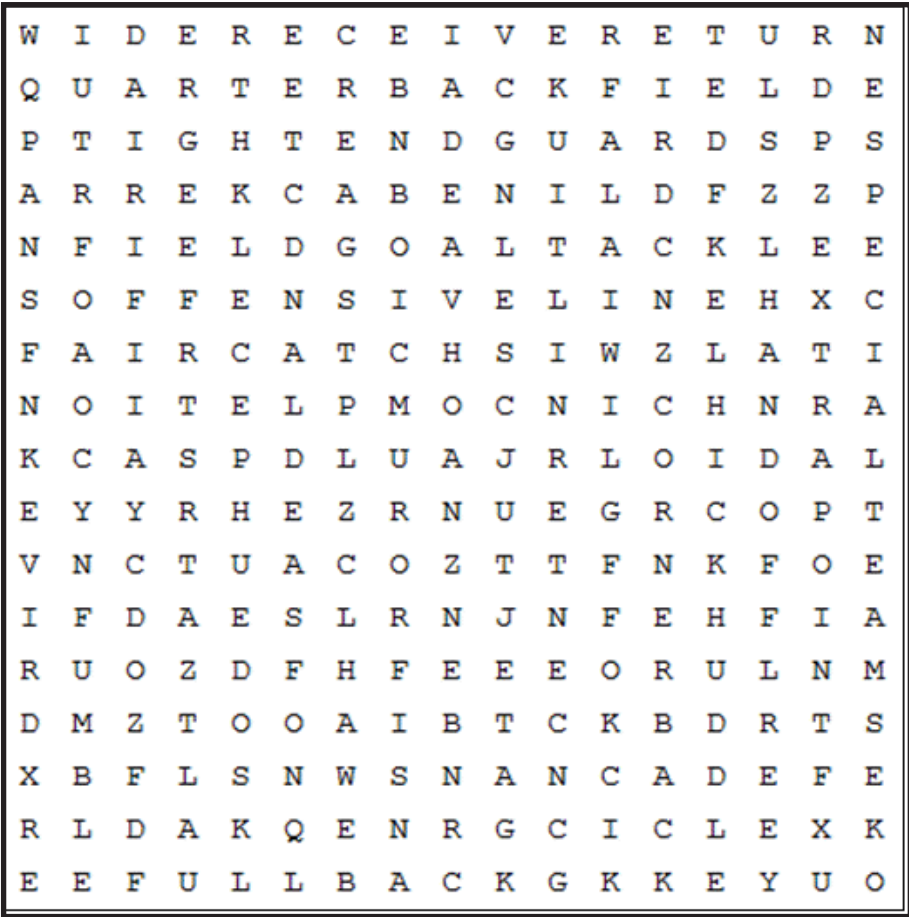 W I D E R E C E I V E R E T U R N
Q U A R T E R B A C K F I E L D E
P T I G H T E N D G U A R D S P S
A R R E K C A B E N I L D F Z Z P
N F I E L D G O A L T A C K L E E
S O F F E N S I V E L I N E H X C
F A I R C A T C H S I W Z L A T I
N O I T E L P M O C N I C H N R A
K C A S P D L U A J R L O I D A L
E Y Y R H E Z R N U E G R C O P T
V N C T U A C O Z T T F N K F O E
I F D A E S L R N J N F E H F I A
R U O Z D F H F E E E O R U L N M
D M Z T O O A I B T C K B D R T S
X B F L S N W S N A N C A D E F E
R L D A K Q E N R G C I C L E X K
E E F U L L B A C K G K K E Y U O